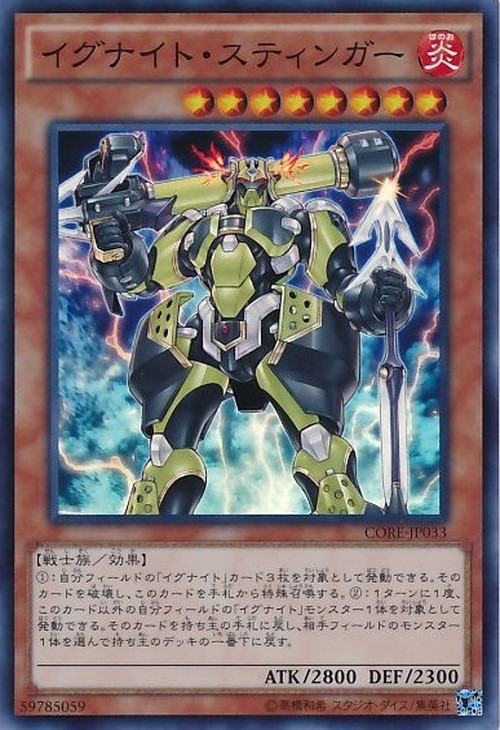 イグナイト・スティンガー
ほのお
炎
CORE-JP033
【戦士族／効果】
①：自分フィールドの「イグナイト」カード３枚を対象として発動できる。その
カードを破壊し、このカードを手札から特殊召喚する。②：１ターンに１度、
このカード以外の自分フィールドの「イグナイト」モンスター１体を対象として
発動できる。そのカードを持ち主の手札に戻し、相手フィールドのモンスター
１体を選んで持ち主のデッキの一番下に戻す。
ATK/2800 DEF/2300
59785059
©高橋和希 スタジオ・ダイス/集英社